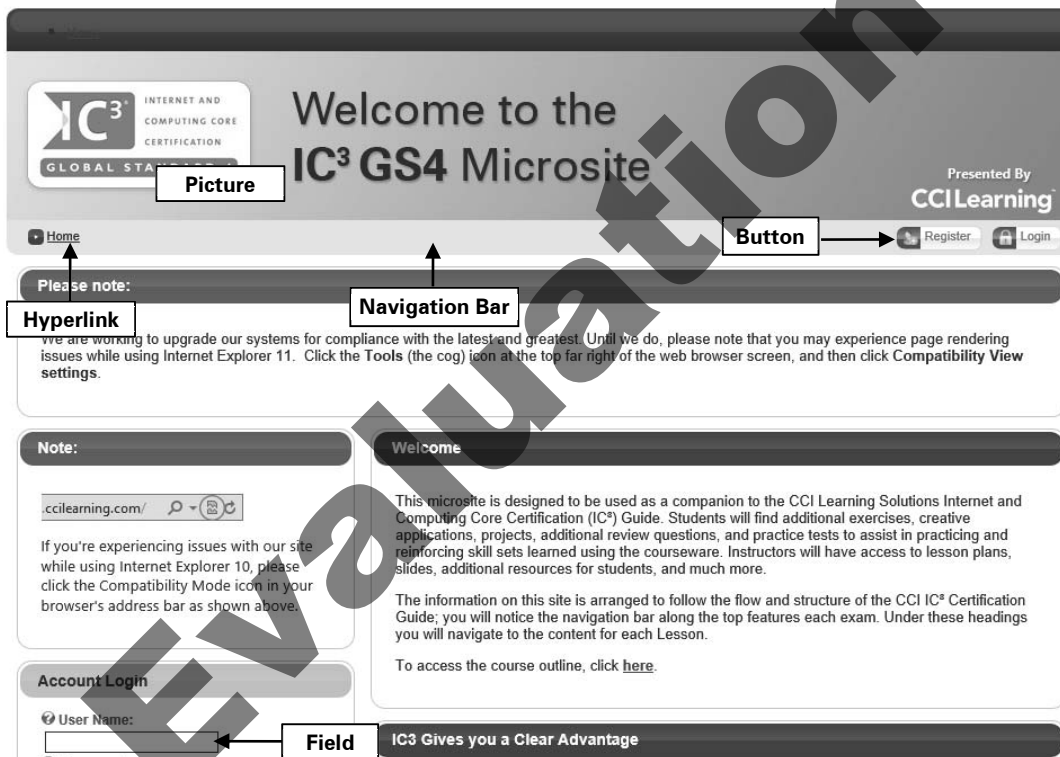 Home
IC3
INTERNET AND
COMPUTING CORE
CERTIFICATION
GLOBAL
Welcome to the
IC³ GS4 Microsite
Picture
Presented By
CCILearning
Home
Button
Register
Login
Please note:
Hyperlink
Navigation Bar
We are working to upgrade our systems for compliance with the latest and greatest. Until we do, please note that you may experience page rendering
issues while using Internet Explorer 11. Click the Tools (the cog) icon at the top far right of the web browser screen, and then click Compatibility View
settings.
Note:
.ccilearning.com/
If you're experiencing issues with our site
while using Internet Explorer 10, please
click the Compatibility Mode icon in your
browser's address bar as shown above.
Welcome
This microsite is designed to be used as a companion to the CCI Learning Solutions Internet and
Computing Core Certification (IC³) Guide. Students will find additional exercises, creative
applications, projects, additional review questions, and practice tests to assist in practicing and
reinforcing skill sets learned using the courseware. Instructors will have access to lesson plans,
slides, additional resources for students, and much more.
The information on this site is arranged to follow the flow and structure of the CCI IC³ Certification
Guide; you will notice the navigation bar along the top features each exam. Under these headings
you will navigate to the content for each Lesson.
To access the course outline, click here.
Account Login
User Name:
Field
IC3 Gives you a Clear Advantage
Evaluation